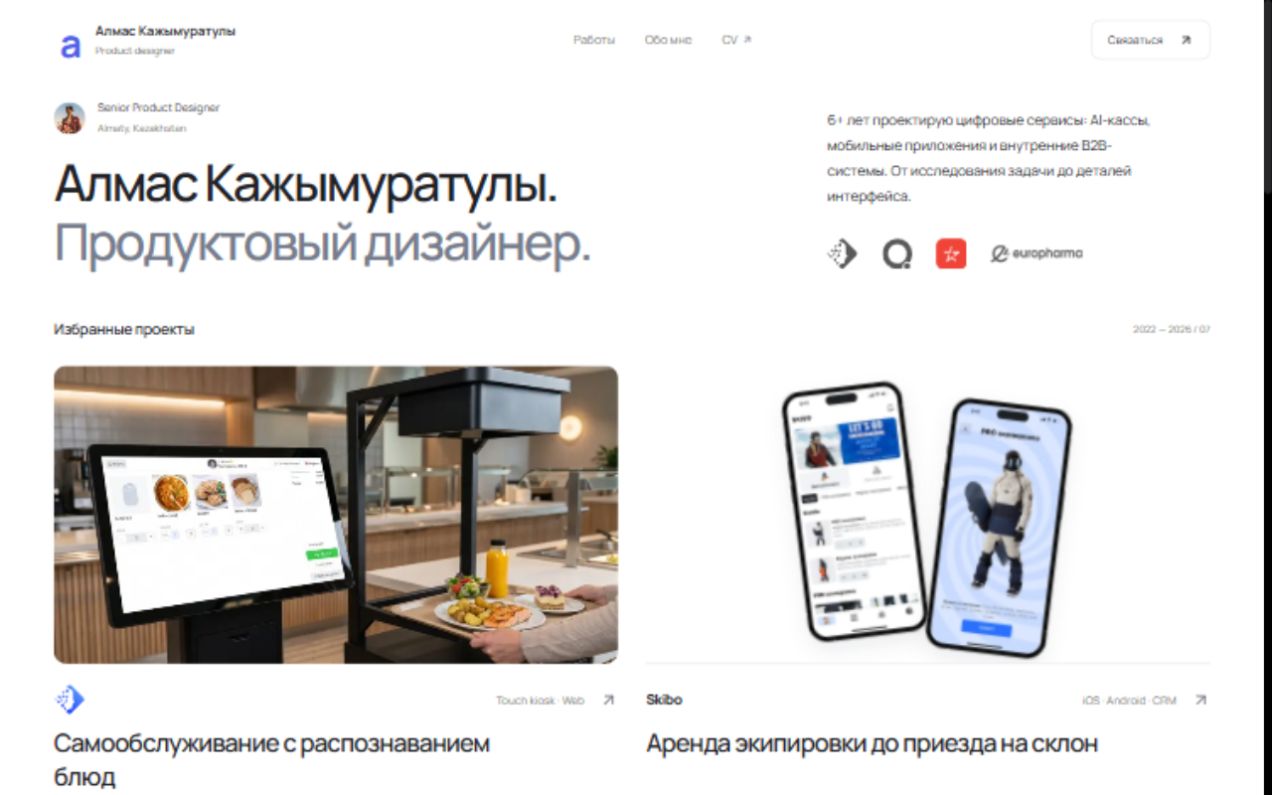 Алмас Кажымуратулы
Product designer
Работы
Обо мне
CV
Связаться
Senior Product Designer
Almaty, Kazakhstan
Алмас Кажымуратулы.
Продуктовый дизайнер.
6+ лет проектирую цифровые сервисы: AI-кассы,
мобильные приложения и внутренние B2B-
системы. От исследования задачи до деталей
интерфейса.
europharma
Избранные проекты
2022 — 2026 / 07
LET'S GO
Touch kiosk · Web
Самообслуживание с распознаванием
блюд
Skibo
iOS · Android · CRM
Аренда экипировки до приезда на склон